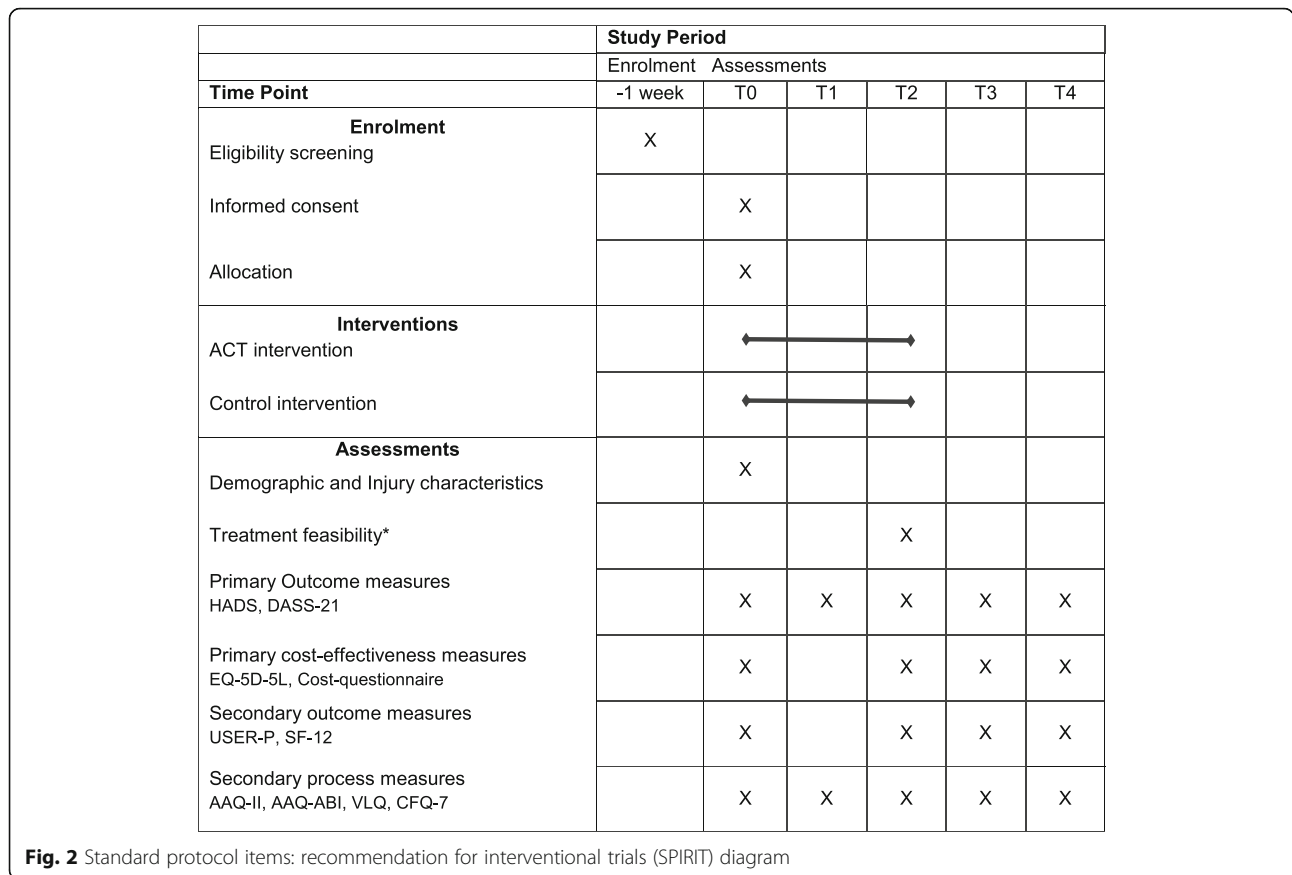 Study Period
Enrolment Assessments
Time Point -1 week T0 T1 T2 T3 T4
Enrolment
Eligibility screening X
Informed consent X
Allocation X
Interventions
ACT intervention
Control intervention
Assessments
Demographic and Injury characteristics X
Treatment feasibility* X
Primary Outcome measures
HADS, DASS-21 X X X X X
Primary cost-effectiveness measures
EQ-5D-5L, Cost-questionnaire X X X X
Secondary outcome measures
USER-P, SF-12 X X X X
Secondary process measures
AAQ-II, AAQ-ABI, VLQ, CFQ-7 X X X X X
Fig. 2 Standard protocol items: recommendation for interventional trials (SPIRIT) diagram